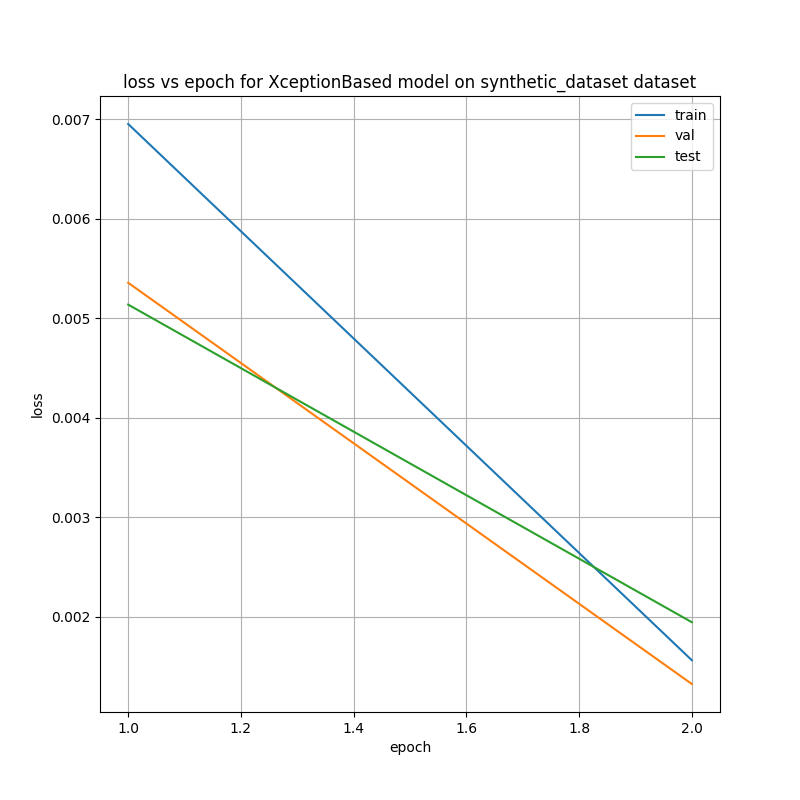 loss vs epoch for XceptionBased model on synthetic_dataset dataset
train
val
test
0.007
0.006
0.005
0.004
0.003
0.002
loss
1.0 1.2 1.4 1.6 1.8 2.0
epoch